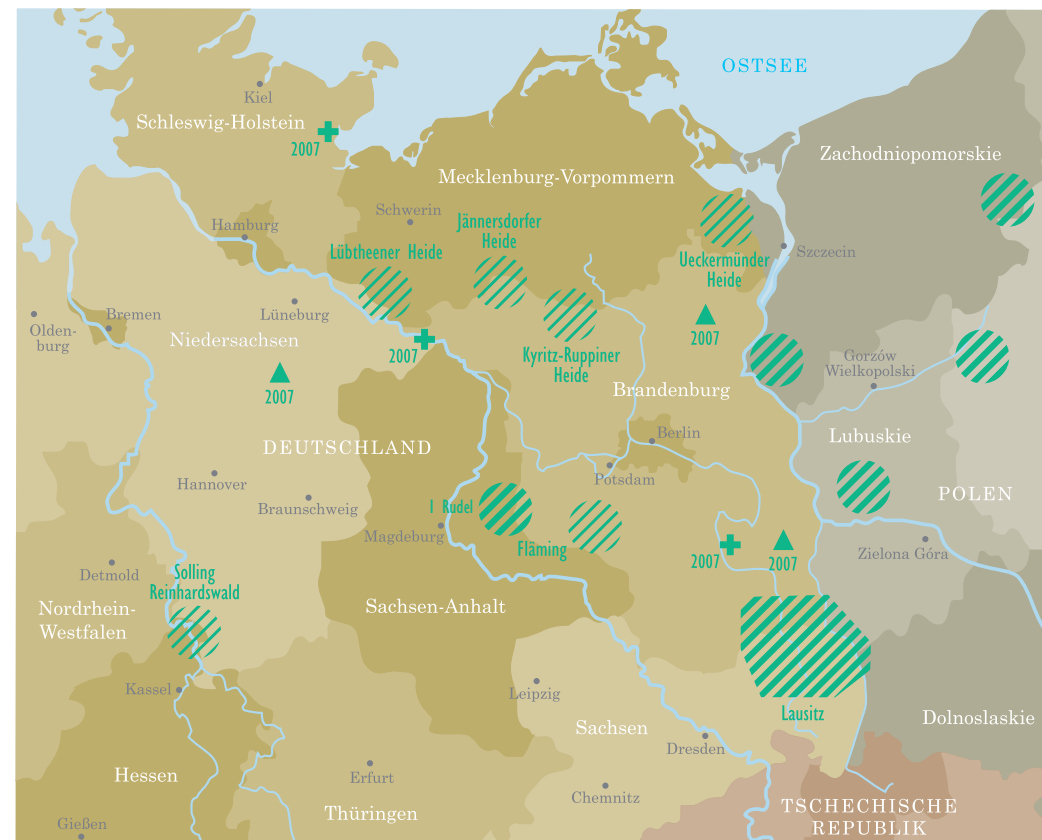 OSTSEE
Kiel
Schleswig-Holstein
2007
Zachodniopomorskie
Mecklenburg-Vorpommern
Schwerin
Jännersdorfer
Heide
Hamburg
Lübtheener Heide
Ueckermünder
Heide
Szczecin
Bremen
Lüneburg
Olden-
burg
Niedersachsen
2007
2007
Kyritz-Ruppiner
Heide
2007
Gorzów
Wielkopolski
Brandenburg
Berlin
Lubuskie
DEUTSCHLAND
Hannover
Potsdam
POLEN
Braunschweig
1 Rudel
Magdeburg
Fläming
2007
2007
Zielona Góra
Detmold
Solling
Reinhardswald
Nordrhein-
Westfalen
Sachsen-Anhalt
Kassel
Leipzig
Lausitz
Dolnoslaskie
Sachsen
Dresden
Hessen
Erfurt
Chemnitz
Thüringen
TSCHECHISCHE
REPUBLIK
Gießen